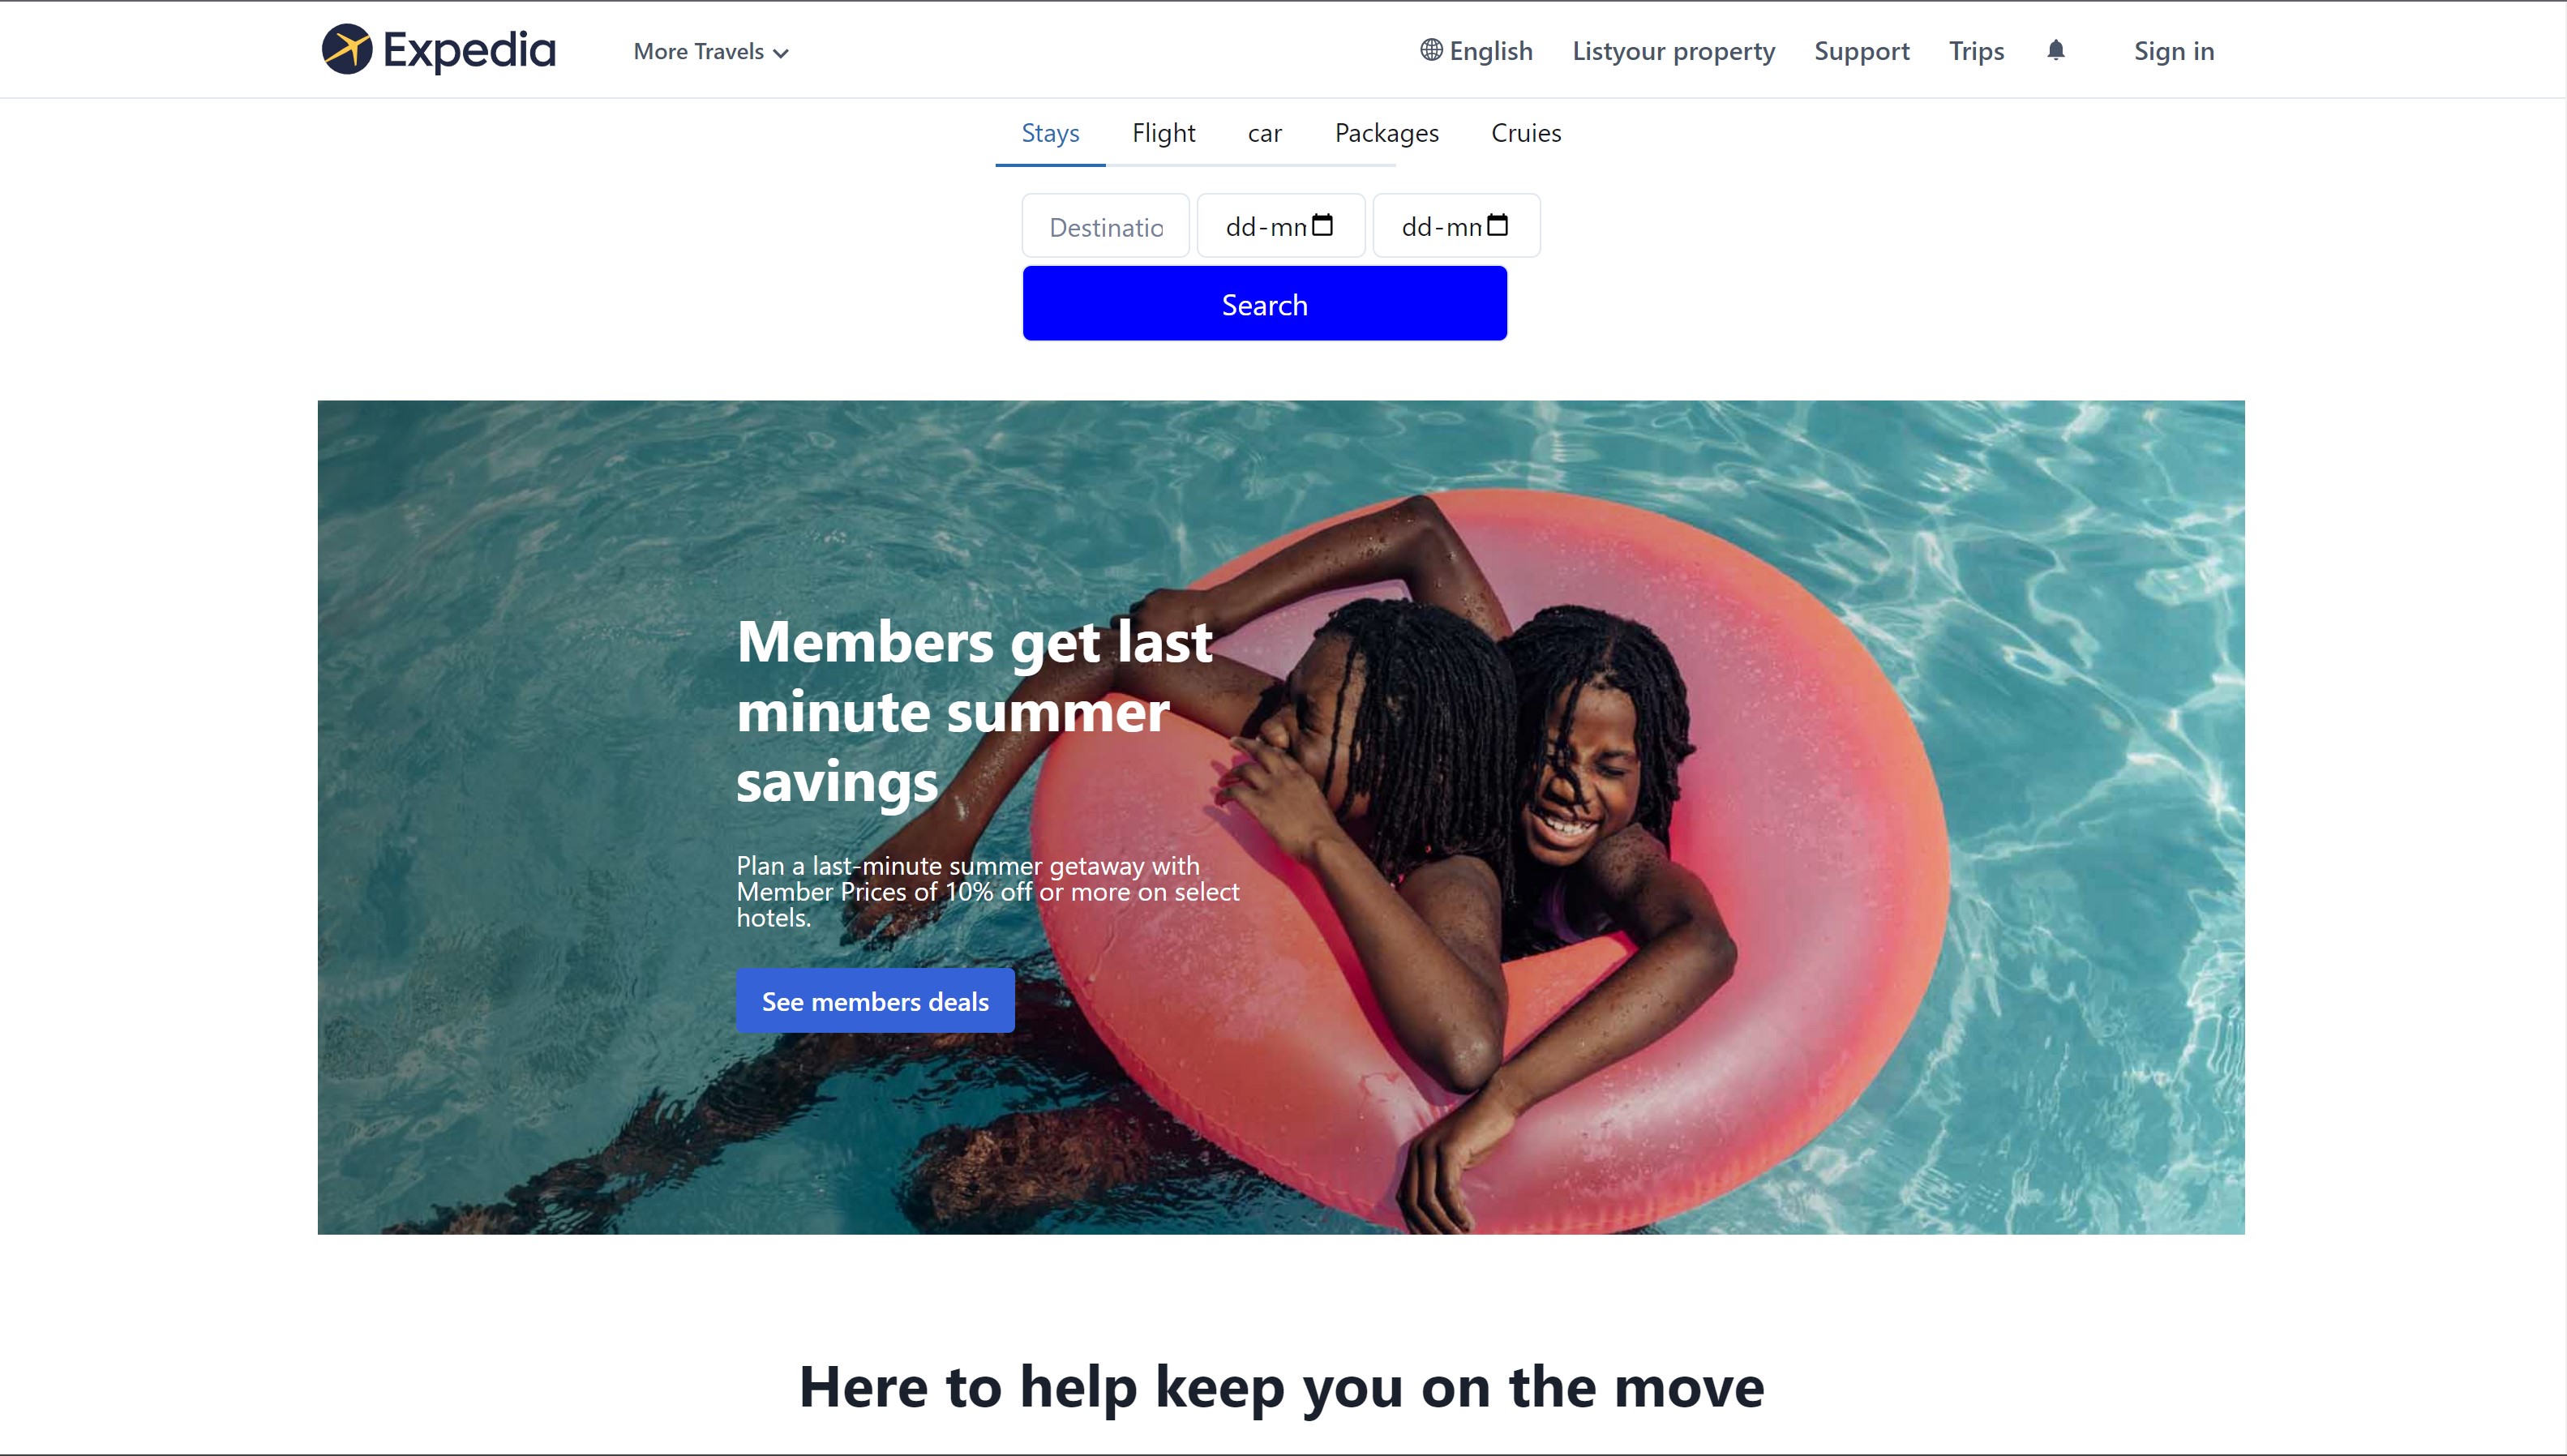 Expedia More Travels English Listyour property Support Trips Sign in
Stays Flight car Packages Cruies
Destinatio dd-mm dd-mm
Search
Members get last
minute summer
savings
Plan a last-minute summer getaway with
Member Prices of 10% off or more on select
hotels.
See members deals
Here to help keep you on the move